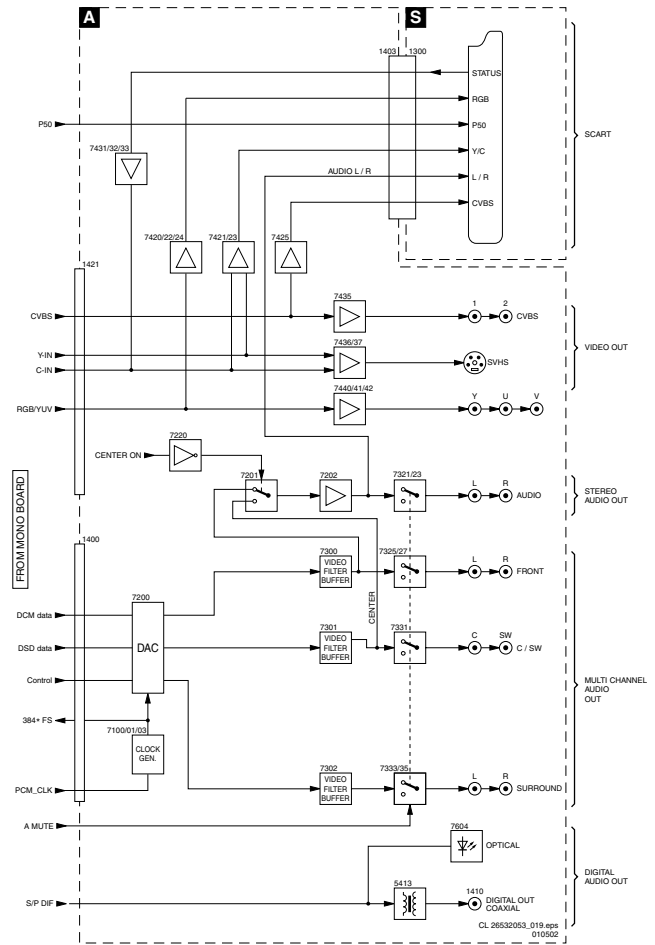 A
S
1403
1300
STATUS
RGB
P50
P50
Y/C
AUDIO L / R
L / R
CVBS
SCART
7431/32/33
7420/22/24
7421/23
7425
1421
CVBS
7435
1
2
CVBS
Y-IN
C-IN
7436/37
SVHS
VIDEO OUT
RGB/YUV
7440/41/42
Y
U
V
7220
CENTER ON
7201
7202
7321/23
L
R
AUDIO
STEREO
AUDIO OUT
FROM MONO BOARD
1400
7300
VIDEO
FILTER
BUFFER
7325/27
L
R
FRONT
CENTER
DCM data
7200
DAC
DSD data
7301
VIDEO
FILTER
BUFFER
7331
C
SW
C / SW
Control
384* FS
7100/01/03
CLOCK
GEN.
PCM_CLK
7302
VIDEO
FILTER
BUFFER
7333/35
L
R
SURROUND
MULTI CHANNEL
AUDIO
OUT
A MUTE
7604
OPTICAL
5413
1410
DIGITAL OUT
COAXIAL
S/P DIF
DIGITAL
AUDIO OUT
CL 26532053_019.eps
010502